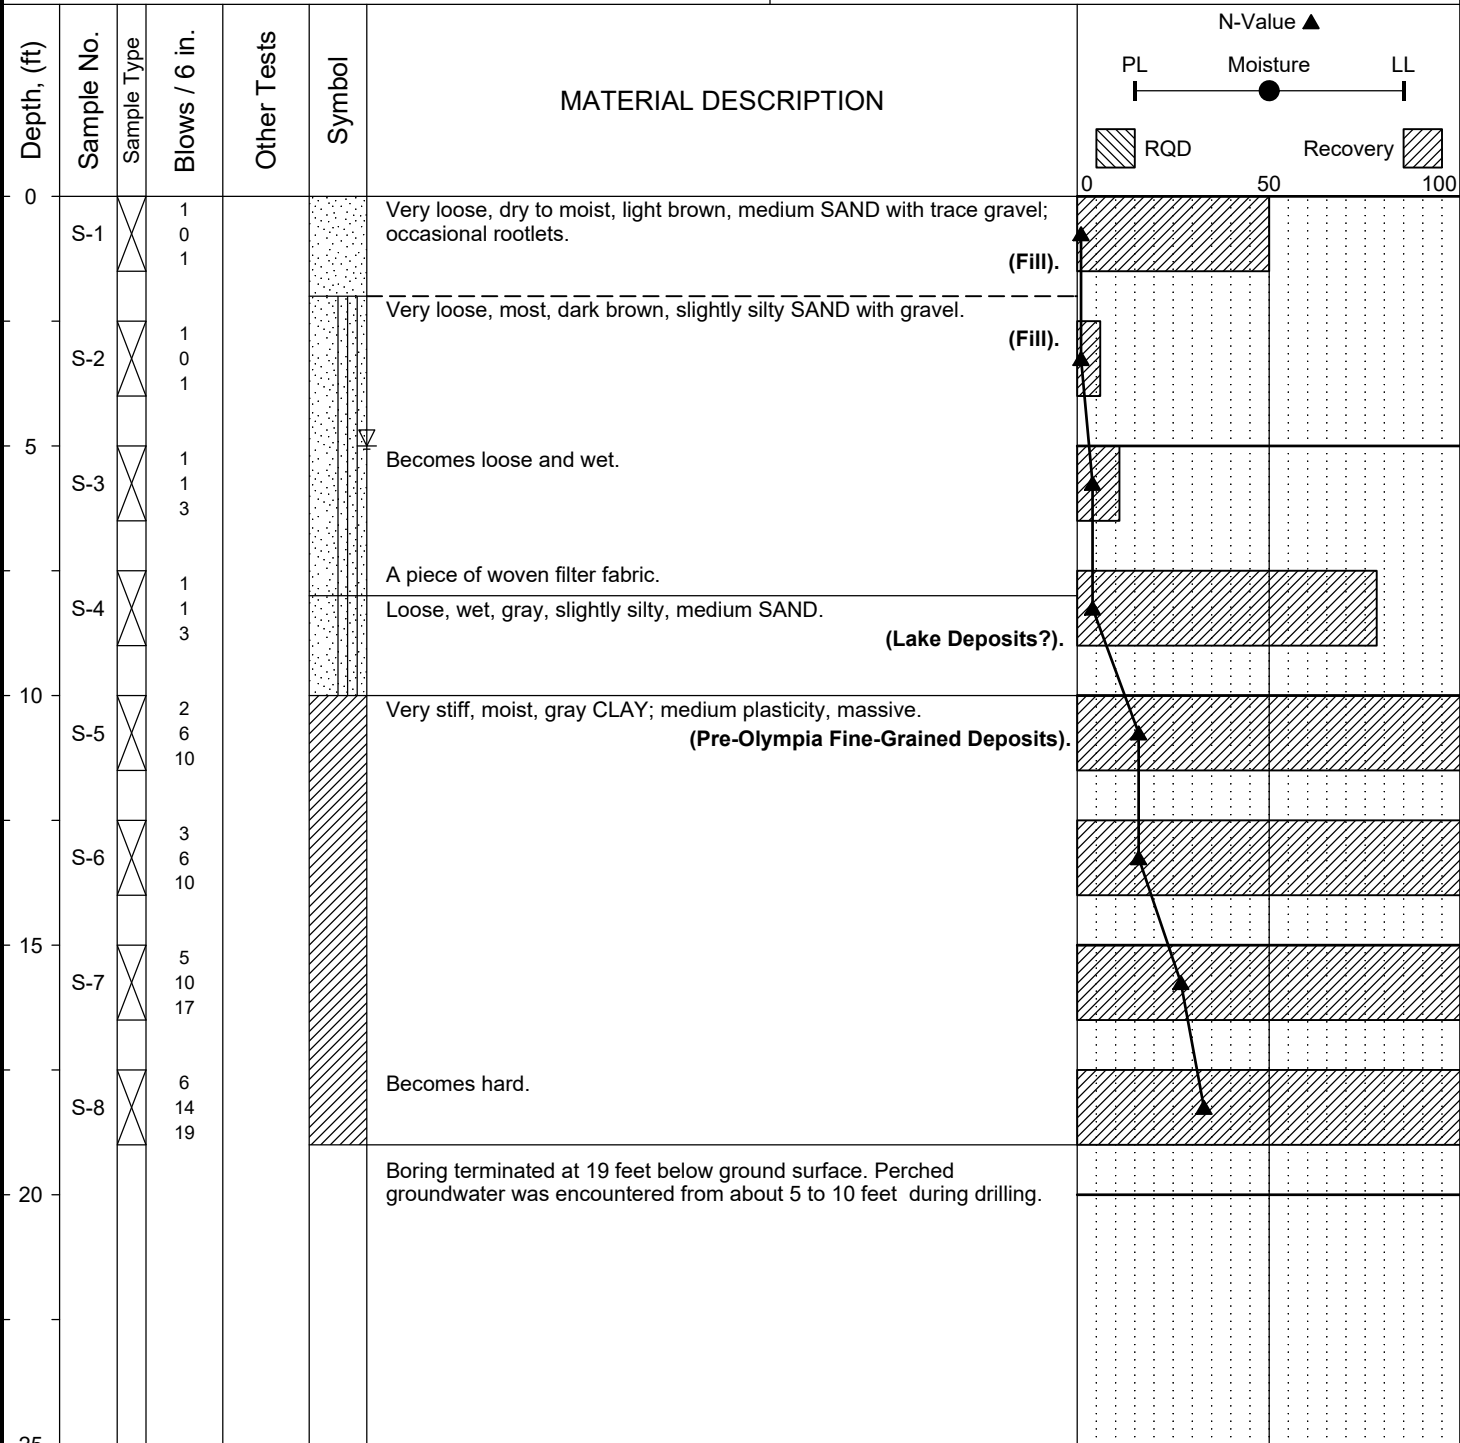 Depth, (ft)
Sample No.
Sample Type
Blows / 6 in.
Other Tests
Symbol
MATERIAL DESCRIPTION
N-Value ▲
PL Moisture LL
RQD Recovery
0 50 100
0
S-1
1
0
1
Very loose, dry to moist, light brown, medium SAND with trace gravel;
occasional rootlets.
(Fill).
Very loose, most, dark brown, slightly silty SAND with gravel.
(Fill).
S-2
1
0
1
5
Becomes loose and wet.
S-3
1
1
3
A piece of woven filter fabric.
S-4
1
1
3
Loose, wet, gray, slightly silty, medium SAND.
(Lake Deposits?).
10
S-5
2
6
10
Very stiff, moist, gray CLAY; medium plasticity, massive.
(Pre-Olympia Fine-Grained Deposits).
S-6
3
6
10
15
S-7
5
10
17
S-8
6
14
19
Becomes hard.
Boring terminated at 19 feet below ground surface. Perched
groundwater was encountered from about 5 to 10 feet during drilling.
20
25